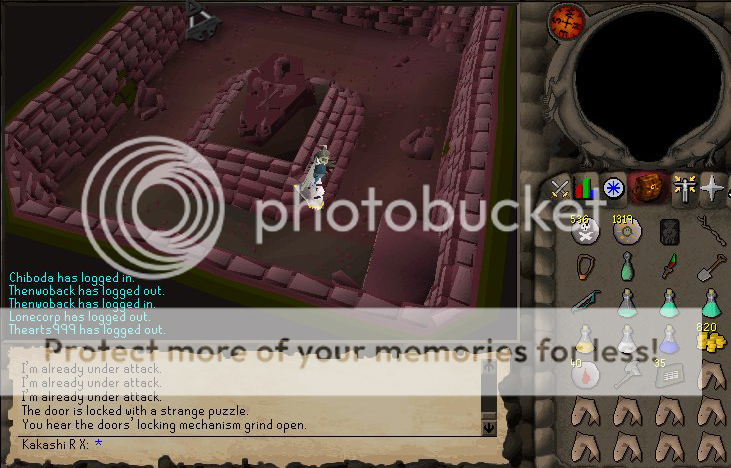 536
1319
photobucket
Chiboda has logged in.
Thenwoback has logged out.
Thenwoback has logged in.
Lonecorp has logged out.
Thearts999 has logged out.
820
Protect more of your memories for less!
40
35
I'm already under attack.
I'm already under attack.
I'm already under attack.
The door is locked with a strange puzzle.
You hear the doors' locking mechanism grind open.
Kakashi R X: *